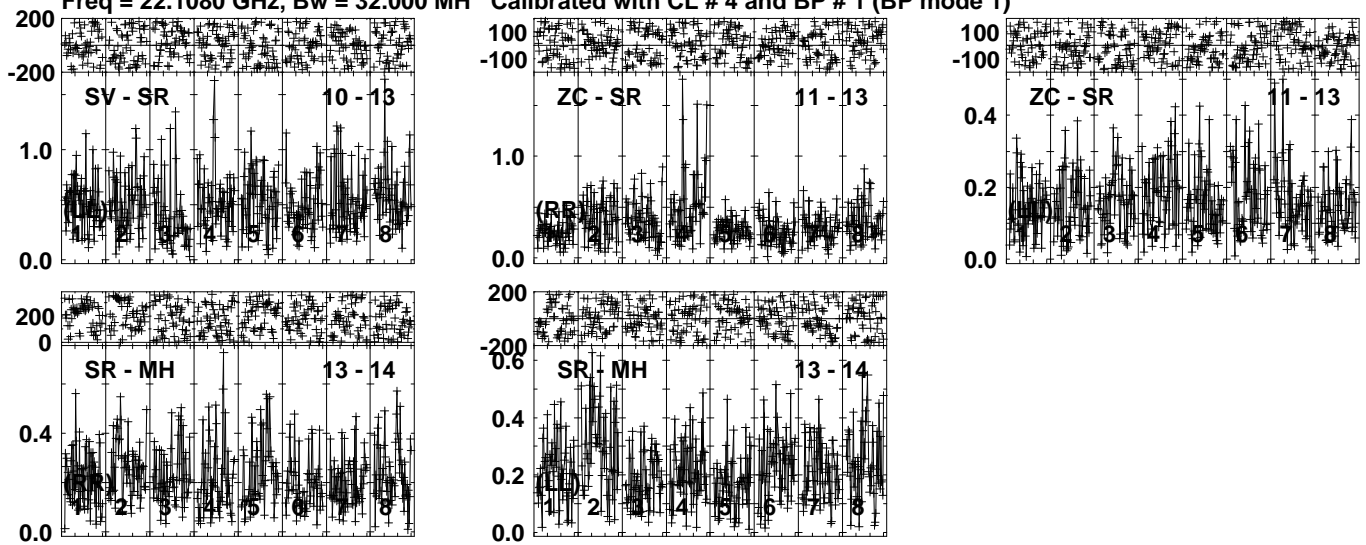 Freq = 22.1080 GHz, Bw = 32.000 MH Calibrated with CL # 4 and BP # 1 (BP mode 1)
200
-200
SV - SR 10 - 13
1.0
0.0
(LL)
1 2 3 4 5 6 7 8
100
-100
ZC - SR 11 - 13
1.0
0.0
(RR)
1 2 3 4 5 6 7 8
100
-100
ZC - SR 11 - 13
0.4
0.2
0.0
(LL)
1 2 3 4 5 6 7 8
200
0
SR - MH 13 - 14
0.4
0.0
(RR)
1 2 3 4 5 6 7 8
200
-200
0.6
SR - MH 13 - 14
0.4
0.2
0.0
(LL)
1 2 3 4 5 6 7 8